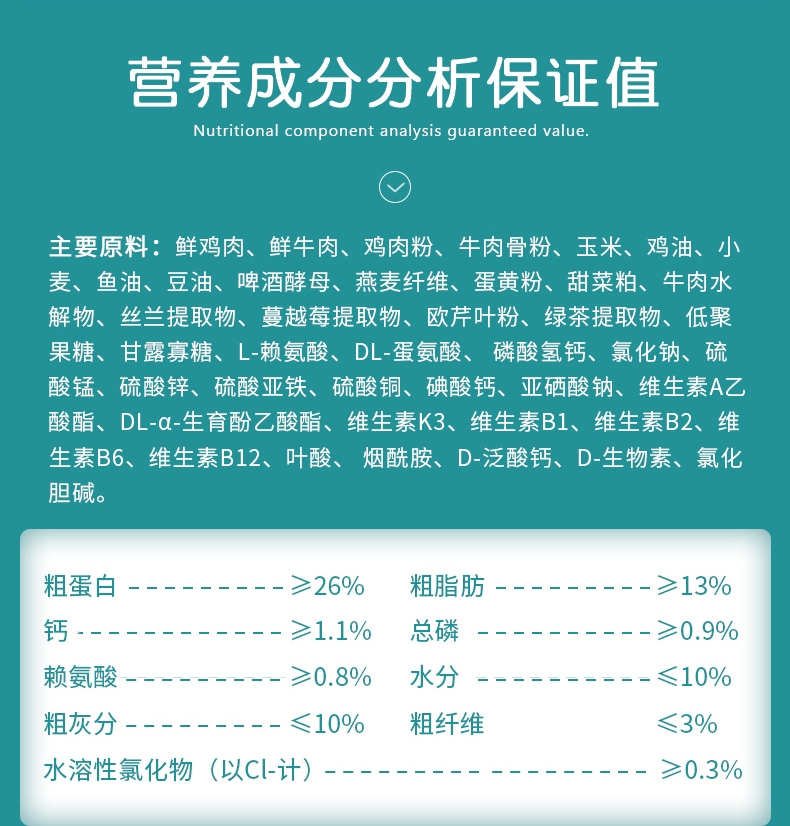 营养成分分析保证值
Nutritional component analysis guaranteed value.
主要原料：鲜鸡肉、鲜牛肉、鸡肉粉、牛肉骨粉、玉米、鸡油、小
麦、鱼油、豆油、啤酒酵母、燕麦纤维、蛋黄粉、甜菜粕、牛肉水
解物、丝兰提取物、蔓越莓提取物、欧芹叶粉、绿茶提取物、低聚
果糖、甘露寡糖、L-赖氨酸、DL-蛋氨酸、 磷酸氢钙、氯化钠、硫
酸锰、硫酸锌、硫酸亚铁、硫酸铜、碘酸钙、亚硒酸钠、维生素A乙
酸酯、DL-α-生育酚乙酸酯、维生素K3、维生素B1、维生素B2、维
生素B6、维生素B12、叶酸、 烟酰胺、D-泛酸钙、D-生物素、氯化
胆碱。
粗蛋白 ---------⩾26% 粗脂肪 ---------⩾13%
钙 ------------⩾1.1% 总磷 ----------⩾0.9%
赖氨酸 ---------⩾0.8% 水分 ----------⩽10%
粗灰分 ---------⩽10% 粗纤维 ⩽3%
水溶性氯化物（以Cl-计）------------------ ⩾0.3%